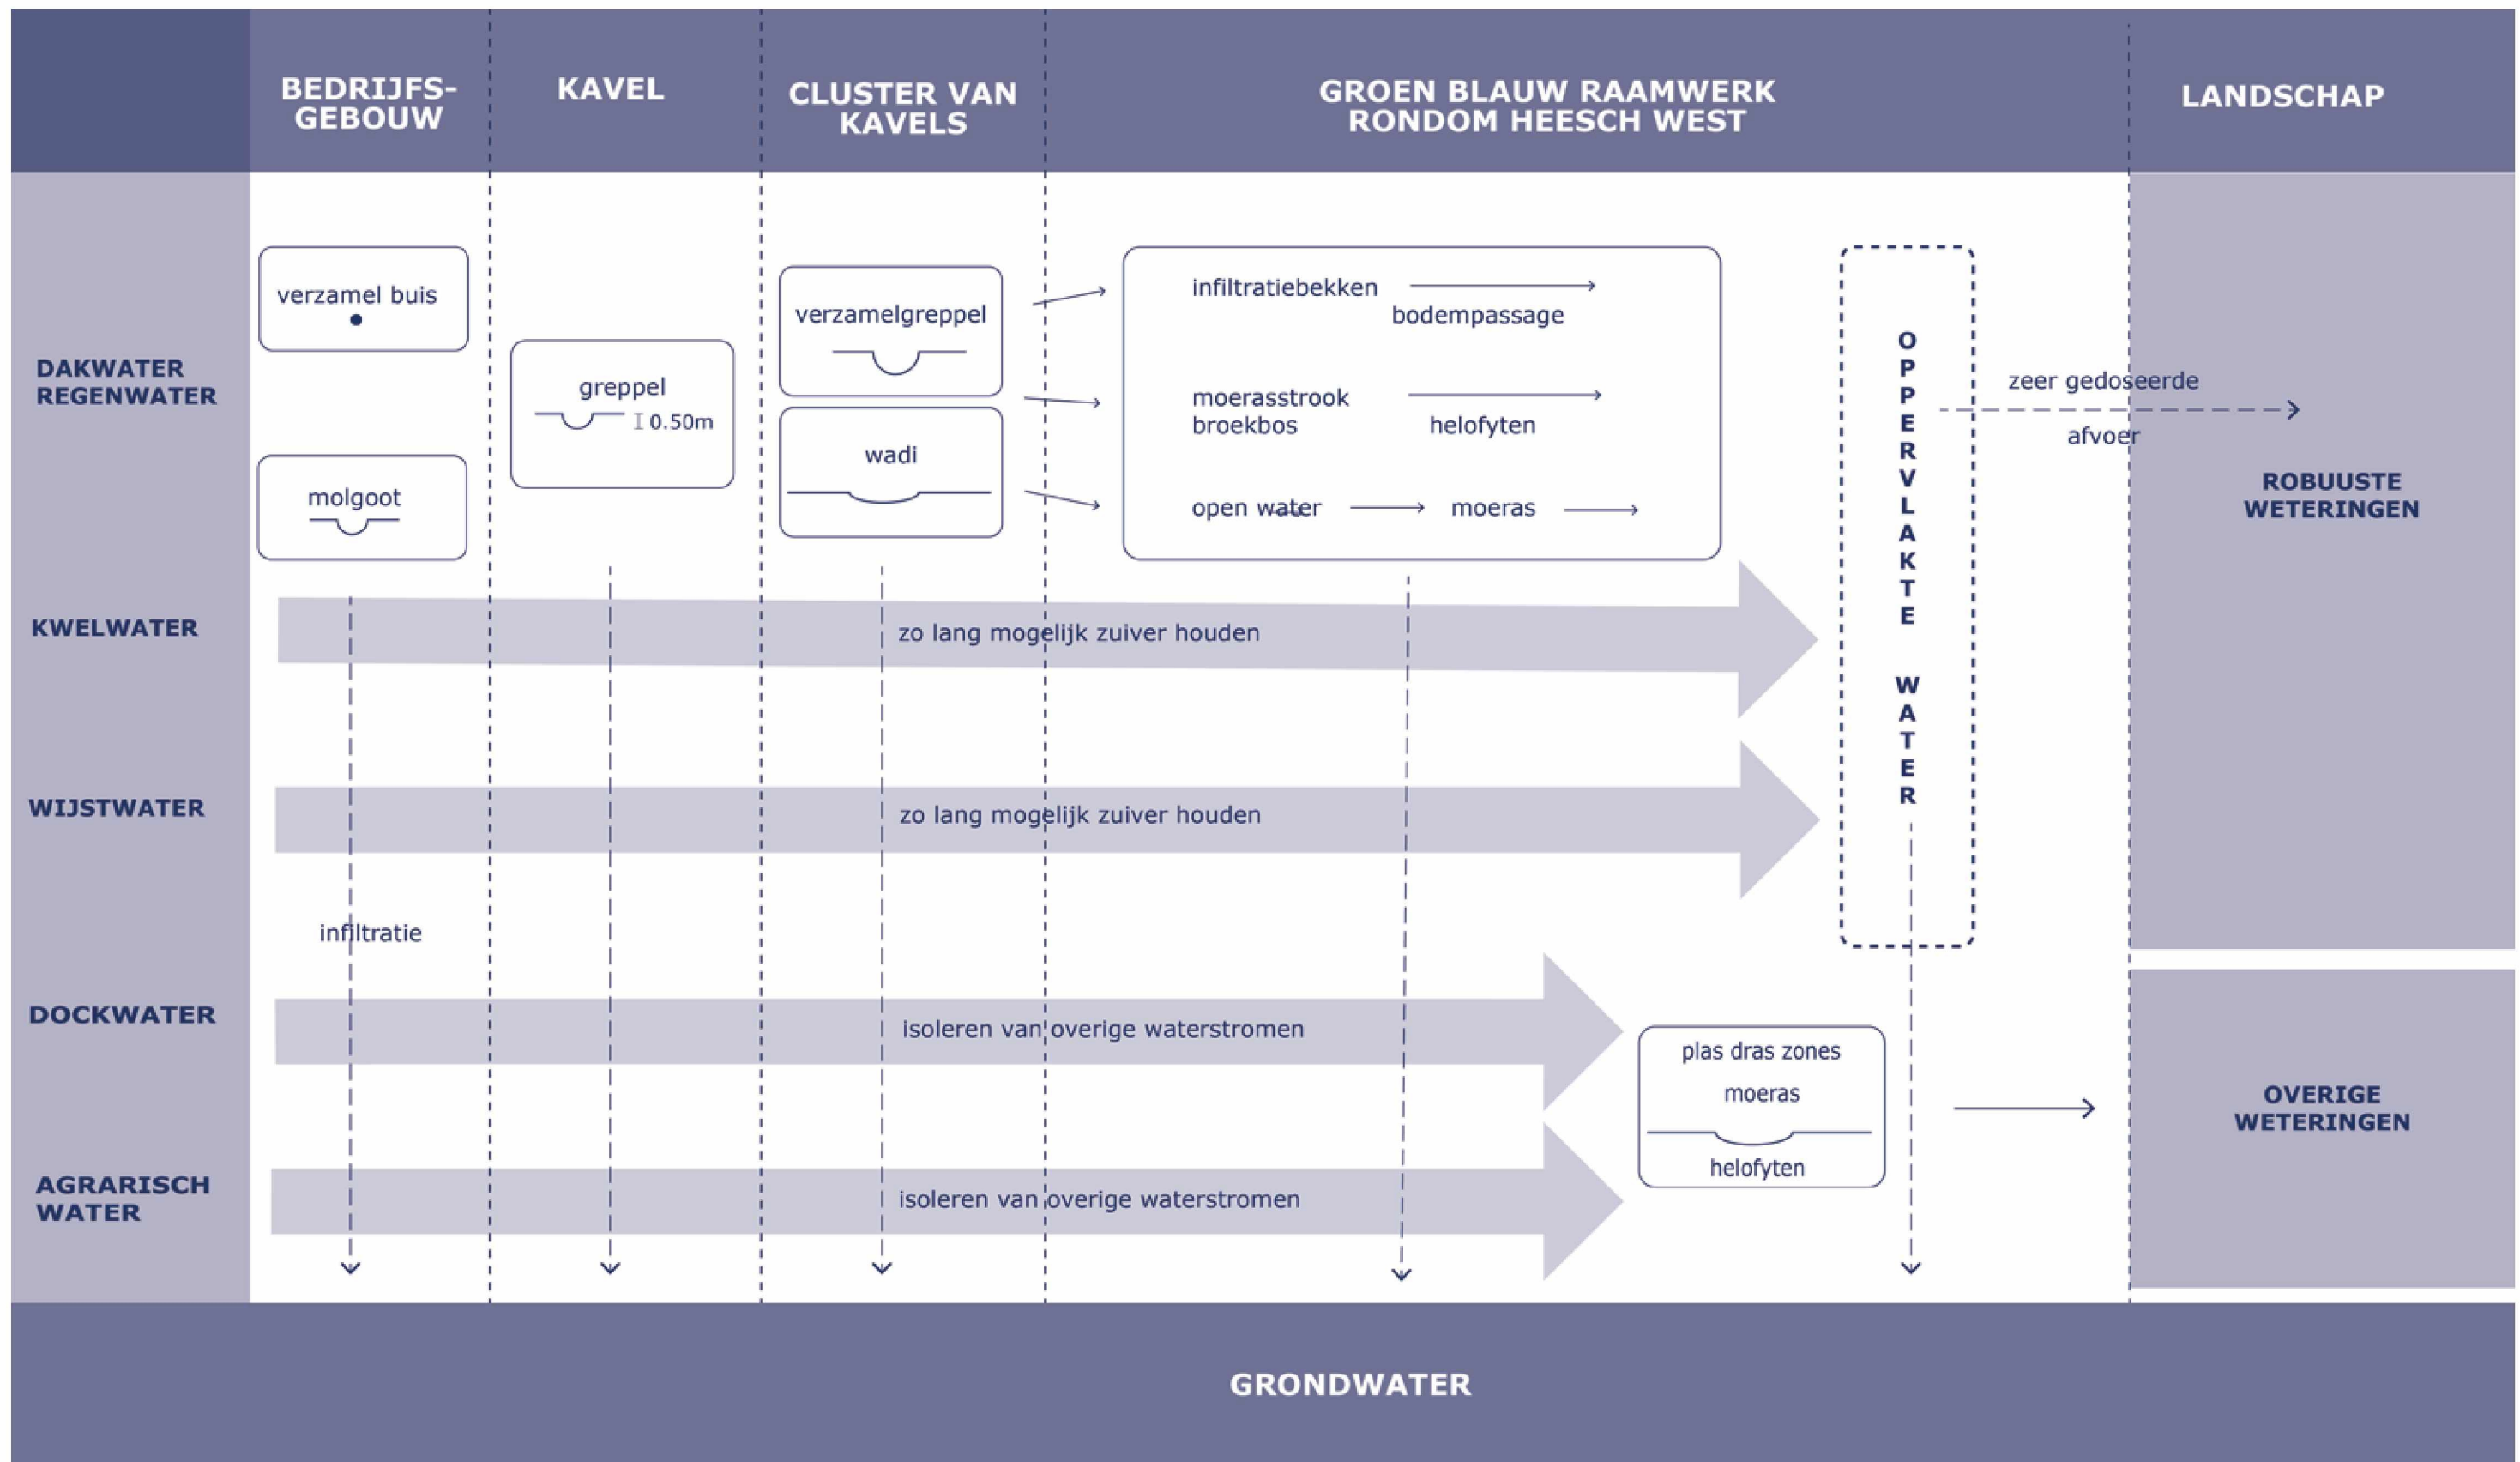 BEDRIJFS-
GEBOUW
KAVEL
CLUSTER VAN
KAVELS
GROEN BLAUW RAAMWERK
RONDOM HEESCH WEST
LANDSCHAP
DAKWATER
REGENWATER
verzamel buis
molgoot
greppel
0.50m
verzamelgreppel
wadi
infiltratiebekken
bodempassage
moerasstrook
broekbos
helofyten
open water
moeras
OPPERVLAKTE WATER
zeer gedoseerde
afvoer
ROBUUSTE
WETERINGEN
KWELWATER
zo lang mogelijk zuiver houden
WIJSTWATER
zo lang mogelijk zuiver houden
infiltratie
DOCKWATER
isoleren van overige waterstromen
plas dras zones
moeras
helofyten
OVERIGE
WETERINGEN
AGRARISCH
WATER
isoleren van overige waterstromen
GRONDWATER